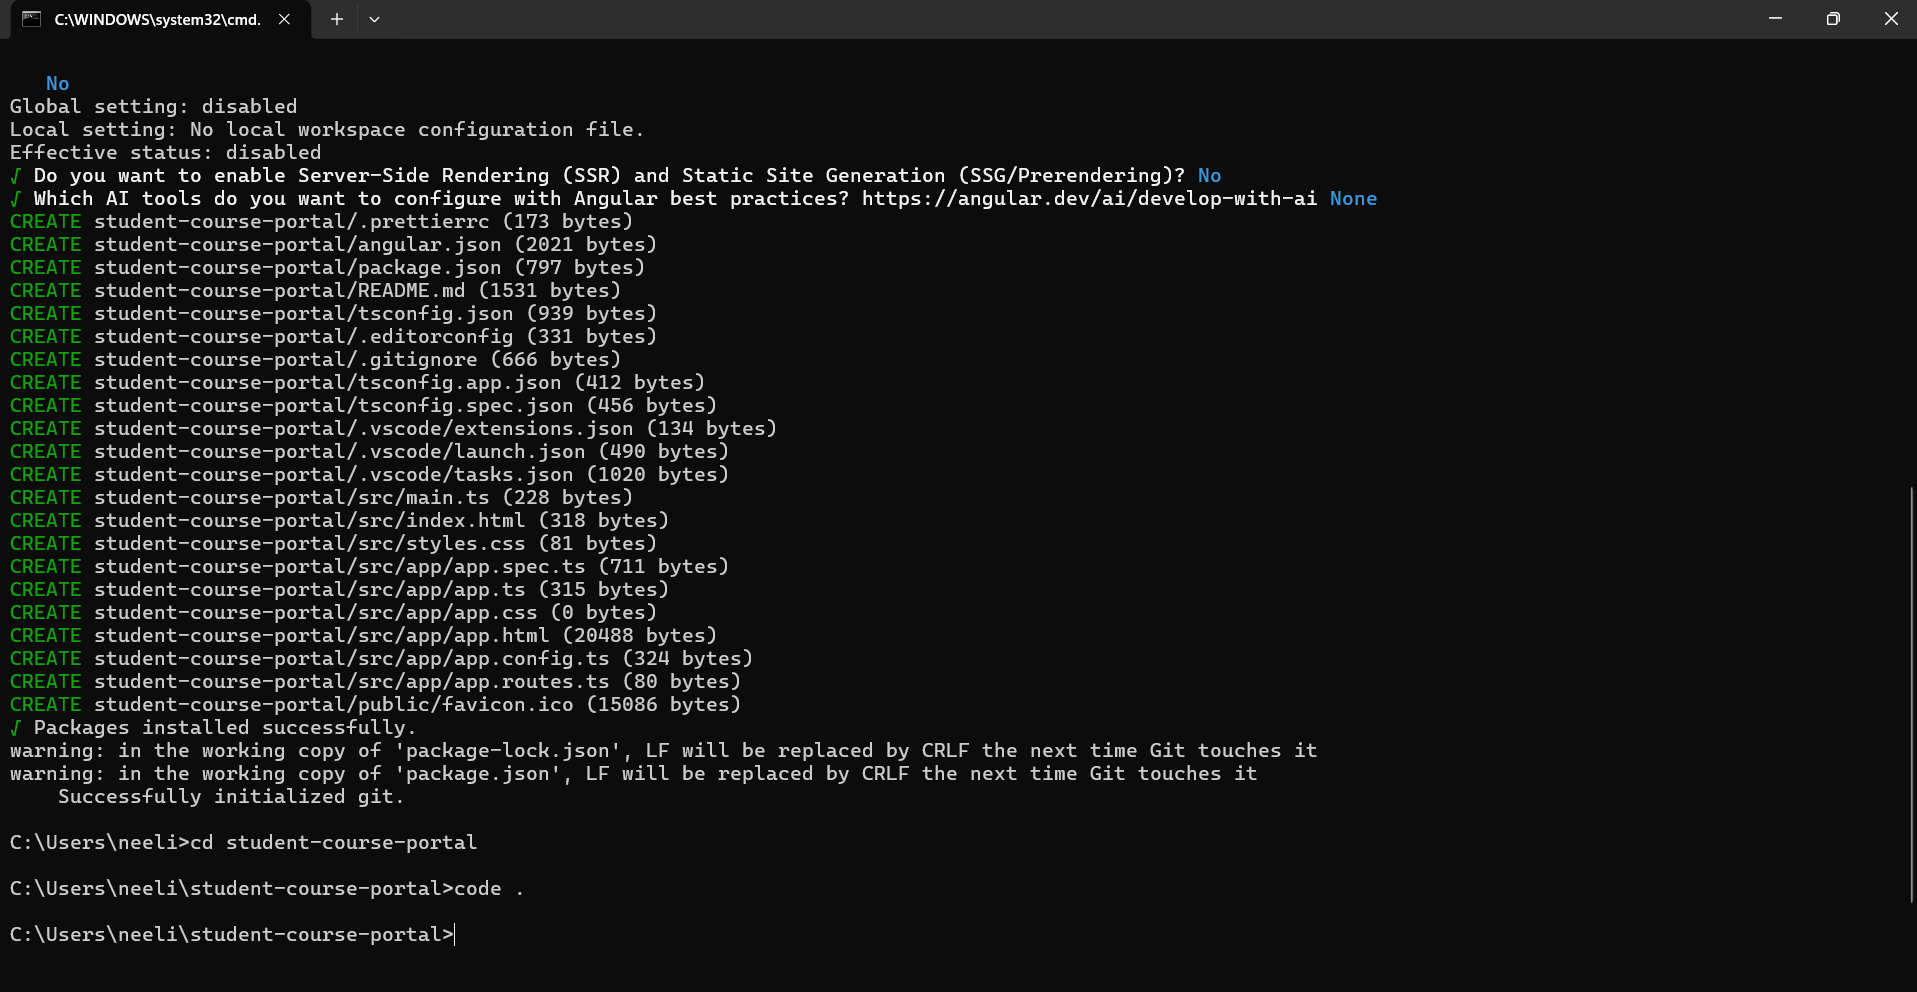 C:\WINDOWS\system32\cmd.
No
Global setting: disabled
Local setting: No local workspace configuration file.
Effective status: disabled
√ Do you want to enable Server-Side Rendering (SSR) and Static Site Generation (SSG/Prerendering)? No
√ Which AI tools do you want to configure with Angular best practices? https://angular.dev/ai/develop-with-ai None
CREATE student-course-portal/.prettierrc (173 bytes)
CREATE student-course-portal/angular.json (2021 bytes)
CREATE student-course-portal/package.json (797 bytes)
CREATE student-course-portal/README.md (1531 bytes)
CREATE student-course-portal/tsconfig.json (939 bytes)
CREATE student-course-portal/.editorconfig (331 bytes)
CREATE student-course-portal/.gitignore (666 bytes)
CREATE student-course-portal/tsconfig.app.json (412 bytes)
CREATE student-course-portal/tsconfig.spec.json (456 bytes)
CREATE student-course-portal/.vscode/extensions.json (134 bytes)
CREATE student-course-portal/.vscode/launch.json (490 bytes)
CREATE student-course-portal/.vscode/tasks.json (1020 bytes)
CREATE student-course-portal/src/main.ts (228 bytes)
CREATE student-course-portal/src/index.html (318 bytes)
CREATE student-course-portal/src/styles.css (81 bytes)
CREATE student-course-portal/src/app/app.spec.ts (711 bytes)
CREATE student-course-portal/src/app/app.ts (315 bytes)
CREATE student-course-portal/src/app/app.css (0 bytes)
CREATE student-course-portal/src/app/app.html (20488 bytes)
CREATE student-course-portal/src/app/app.config.ts (324 bytes)
CREATE student-course-portal/src/app/app.routes.ts (80 bytes)
CREATE student-course-portal/public/favicon.ico (15086 bytes)
√ Packages installed successfully.
warning: in the working copy of 'package-lock.json', LF will be replaced by CRLF the next time Git touches it
warning: in the working copy of 'package.json', LF will be replaced by CRLF the next time Git touches it
Successfully initialized git.
C:\Users\neeli>cd student-course-portal
C:\Users\neeli\student-course-portal>code .
C:\Users\neeli\student-course-portal>